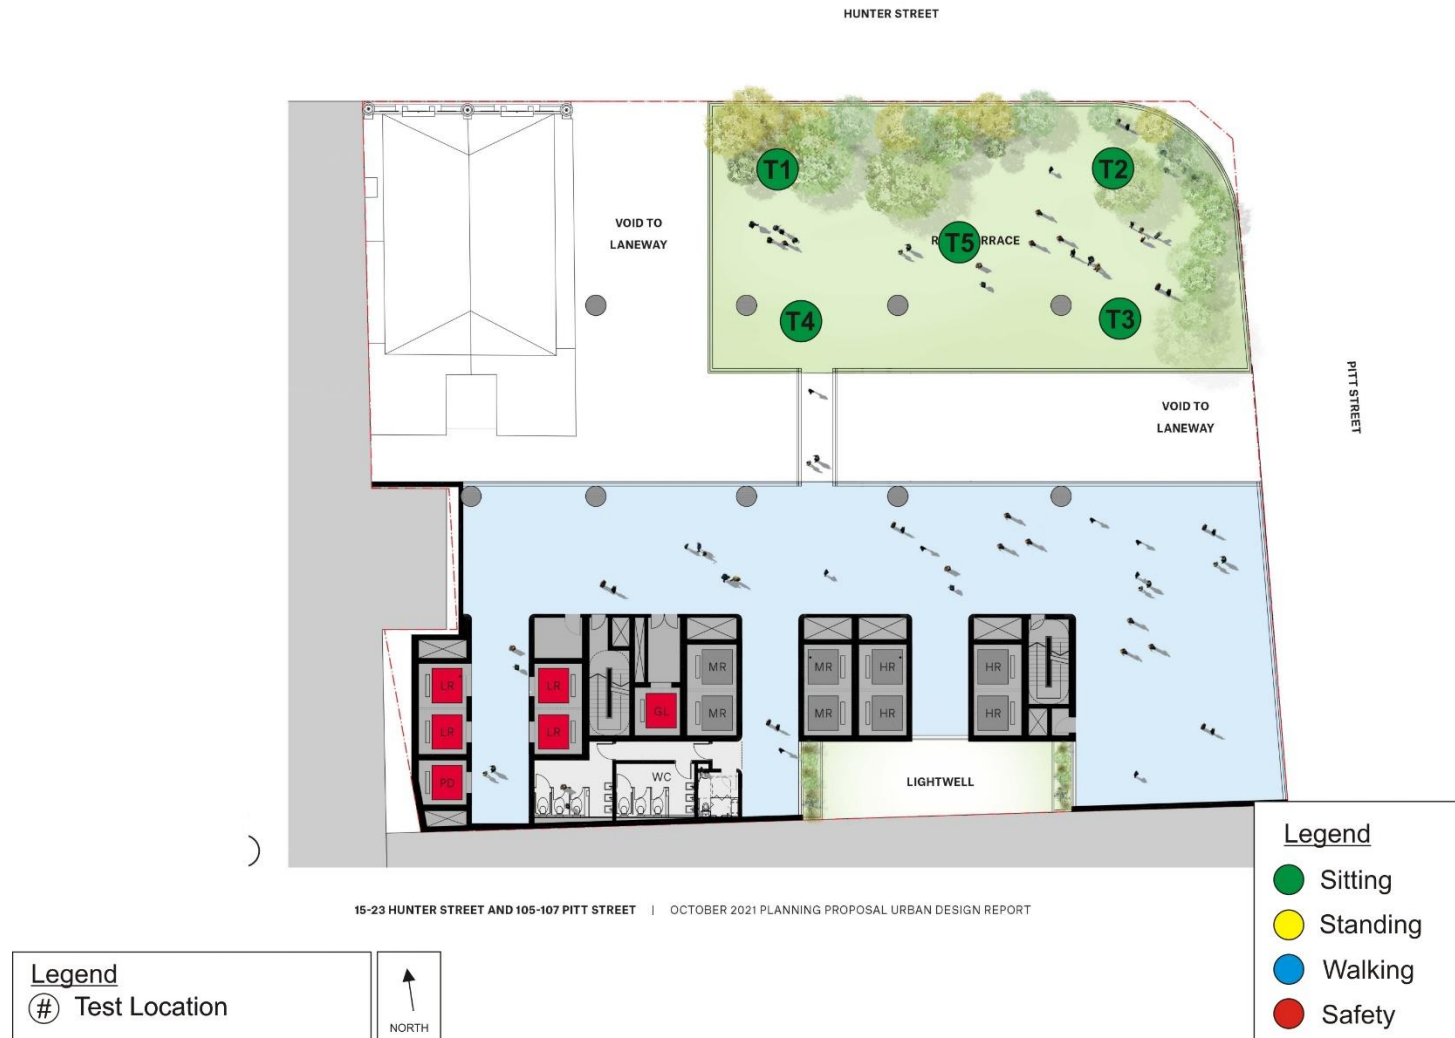 HUNTER STREET
T1
T2
VOID TO
LANEWAY
T5
RRACE
T4
T3
PITT STREET
VOID TO
LANEWAY
LR
LR
GL
MR
MR
HR
HR
LR
LR
MR
MR
HR
HR
PD
WC
LIGHTWELL
15-23 HUNTER STREET AND 105-107 PITT STREET | OCTOBER 2021 PLANNING PROPOSAL URBAN DESIGN REPORT
Legend
Sitting
Standing
Walking
Safety
Legend
# Test Location
NORTH